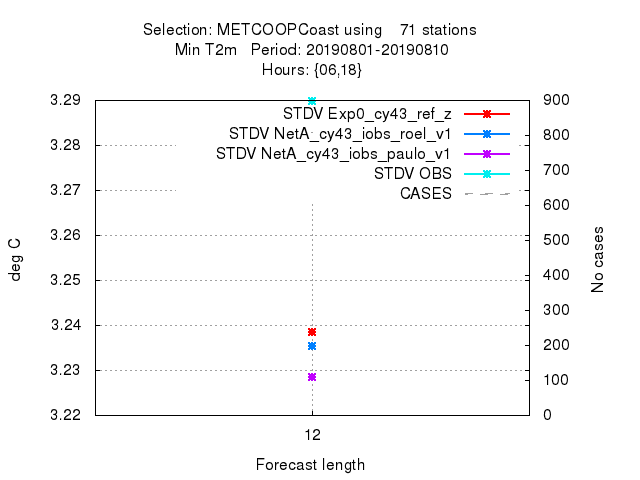 Selection: METCOOPCoast using    71 stations
Min T2m   Period: 20190801-20190810
Hours: {06,18}
STDV Exp0_cy43_ref_z
STDV NetA_cy43_iobs_roel_v1
STDV NetA_cy43_iobs_paulo_v1
STDV OBS
CASES
3.29
3.28
3.27
3.26
3.25
3.24
3.23
3.22
deg C
900
800
700
600
500
400
300
200
100
0
No cases
12
Forecast length